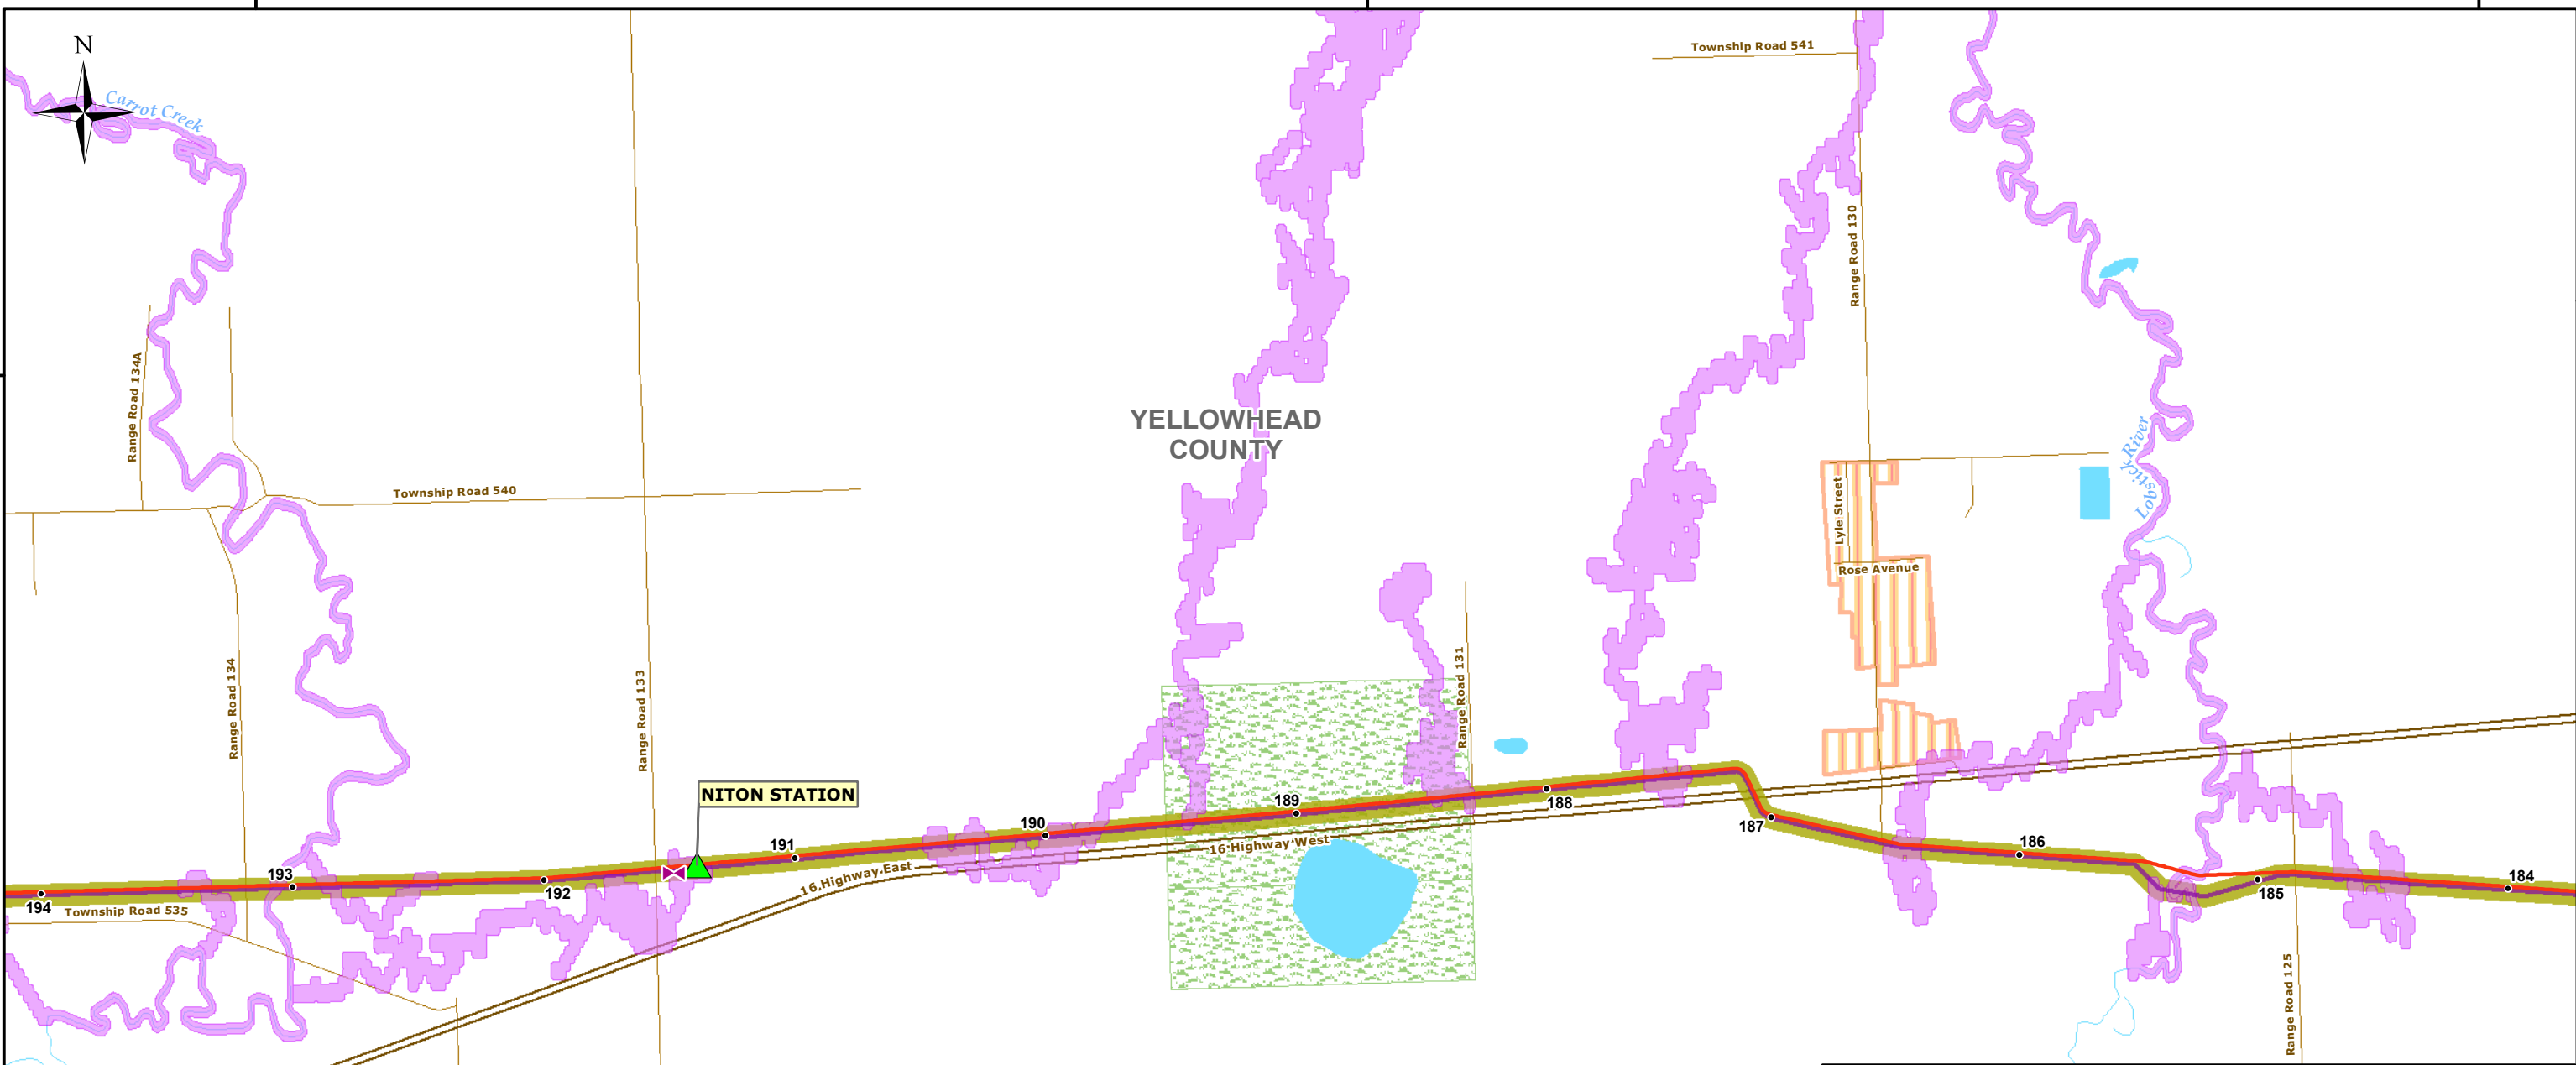 N
Carrot Creek
Township Road 541
Range Road 130
Range Road 134A
YELLOWHEAD
COUNTY
Lobstick River
Township Road 540
Lyle Street
Rose Avenue
Range Road 134
Range Road 133
Range Road 131
NITON STATION
194
193
192
191
190
189
188
187
186
185
184
16 Highway East
16 Highway West
Township Road 535
Range Road 125